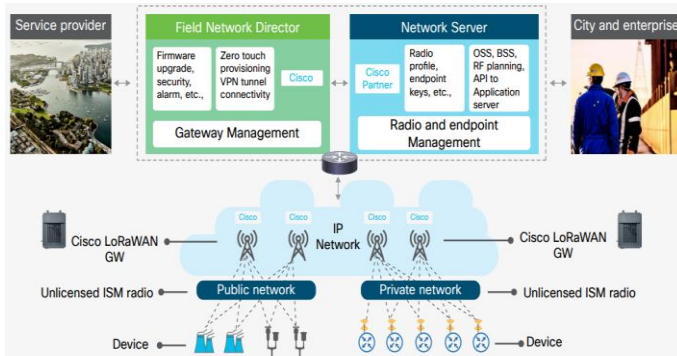 Service provider
Field Network Director
Network Server
City and enterprise
Firmware
upgrade,
security,
alarm, etc.,
Zero touch
provisioning
VPN tunnel
connectivity
Cisco
Gateway Management
Cisco
Partner
Radio
profile,
endpoint
keys, etc.,
OSS, BSS,
RF planning,
API to
Application
server
Radio and endpoint
Management
Cisco
Cisco
IP
Network
Cisco
Cisco
Cisco LoRaWAN
GW
Cisco LoRaWAN
GW
Unlicensed ISM radio
Public network
Private network
Unlicensed ISM radio
Device
Device